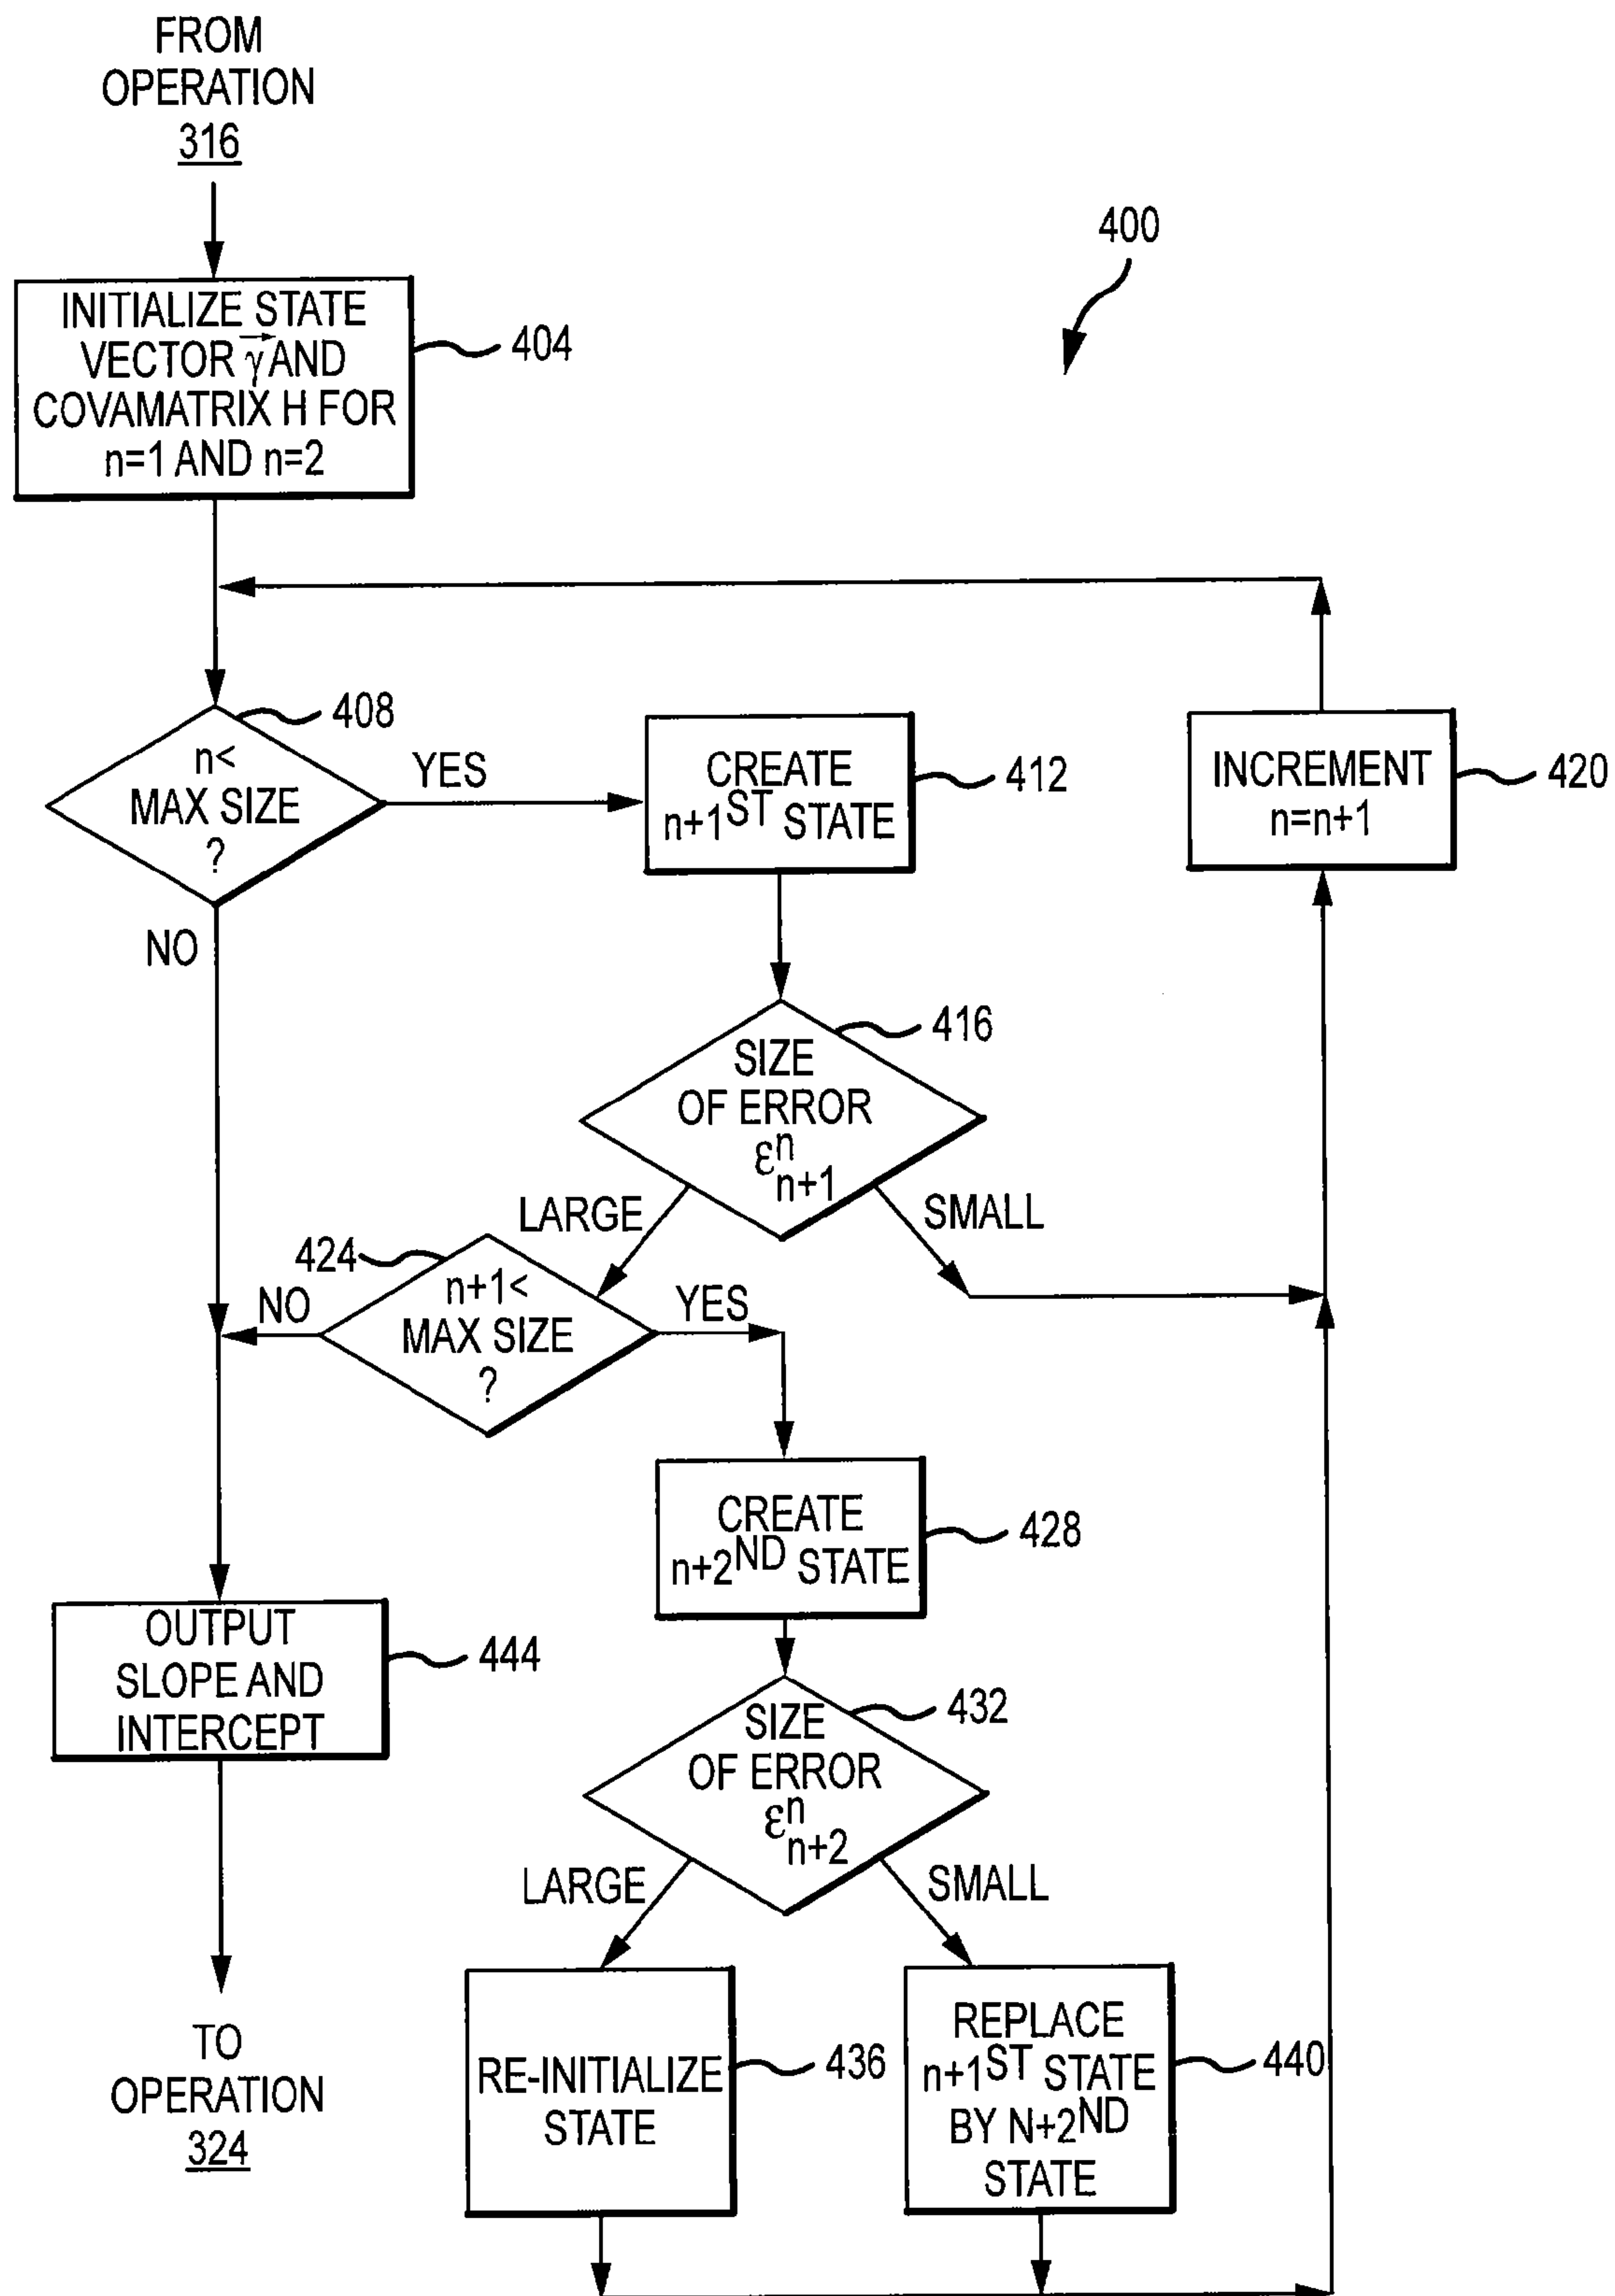 FROM
OPERATION
316
400
INITIALIZE STATE
VECTOR γ⃗ AND
COVAMATRIX H FOR
n=1 AND n=2
404
408
n<
MAX SIZE
?
YES
NO
CREATE
n+1ST STATE
412
INCREMENT
n=n+1
420
416
SIZE
OF ERROR
εⁿₙ₊₁
LARGE
SMALL
424
n+1<
MAX SIZE
?
NO
YES
CREATE
n+2ND STATE
428
OUTPUT
SLOPE AND
INTERCEPT
444
432
SIZE
OF ERROR
εⁿₙ₊₂
LARGE
SMALL
RE-INITIALIZE
STATE
436
REPLACE
n+1ST STATE
BY N+2ND
STATE
440
TO
OPERATION
324